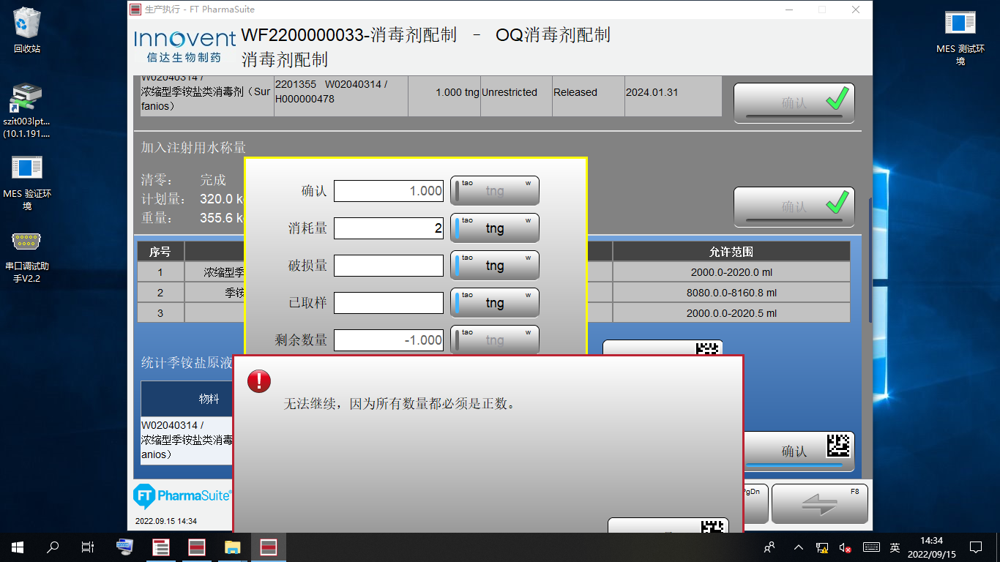 回收站
szit003lpt...
(10.1.191....
MES 验证环
境
串口调试助
手V2.2
MES 测试环
境
生产执行 - FT PharmaSuite
Innovent
信达生物制药
WF2200000033-消毒剂配制 - OQ消毒剂配制
消毒剂配制
W02040314 /
浓缩型季铵盐类消毒剂（Sur
fanios）
2201355 W02040314 /
H000000478
1.000 tng
Unrestricted
Released
2024.01.31
确认
加入注射用水称量
清零： 完成
计划量： 320.0 k
重量： 355.6 k
确认
确认 1.000 tao w tng
消耗量 2 tao w tng
破损量 tao w tng
已取样 tao w tng
剩余数量 -1.000 tao w tng
序号 允许范围
1 浓缩型季 2000.0-2020.0 ml
2 季铵 8080.0.0-8160.8 ml
3 2000.0.0-2020.5 ml
统计季铵盐原液
物料
W02040314 /
浓缩型季铵盐类消毒
anios）
无法继续，因为所有数量都必须是正数。
确认
FT PharmaSuite®
2022.09.15 14:34
PgDn
F8
英
14:34
2022/09/15